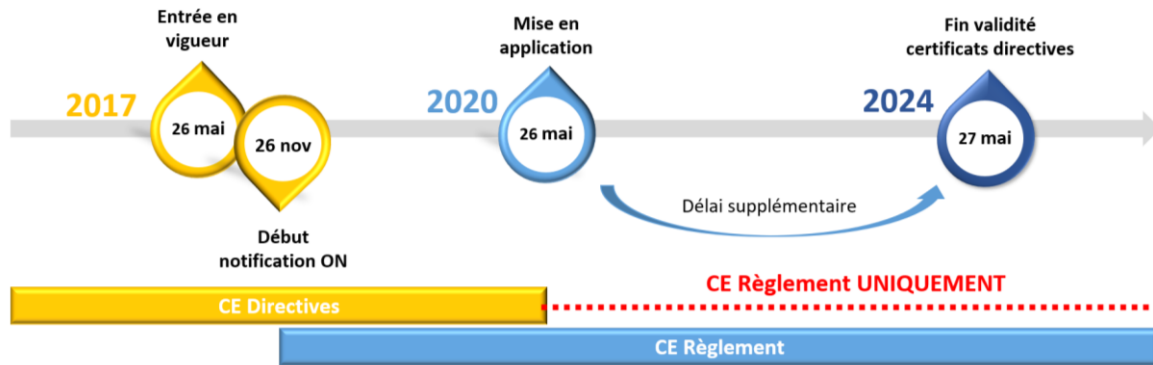 Entrée en
vigueur
Mise en
application
Fin validité
certificats directives
2017
26 mai
26 nov
2020
26 mai
2024
27 mai
Délai supplémentaire
Début
notification ON
CE Règlement UNIQUEMENT
CE Directives
CE Règlement